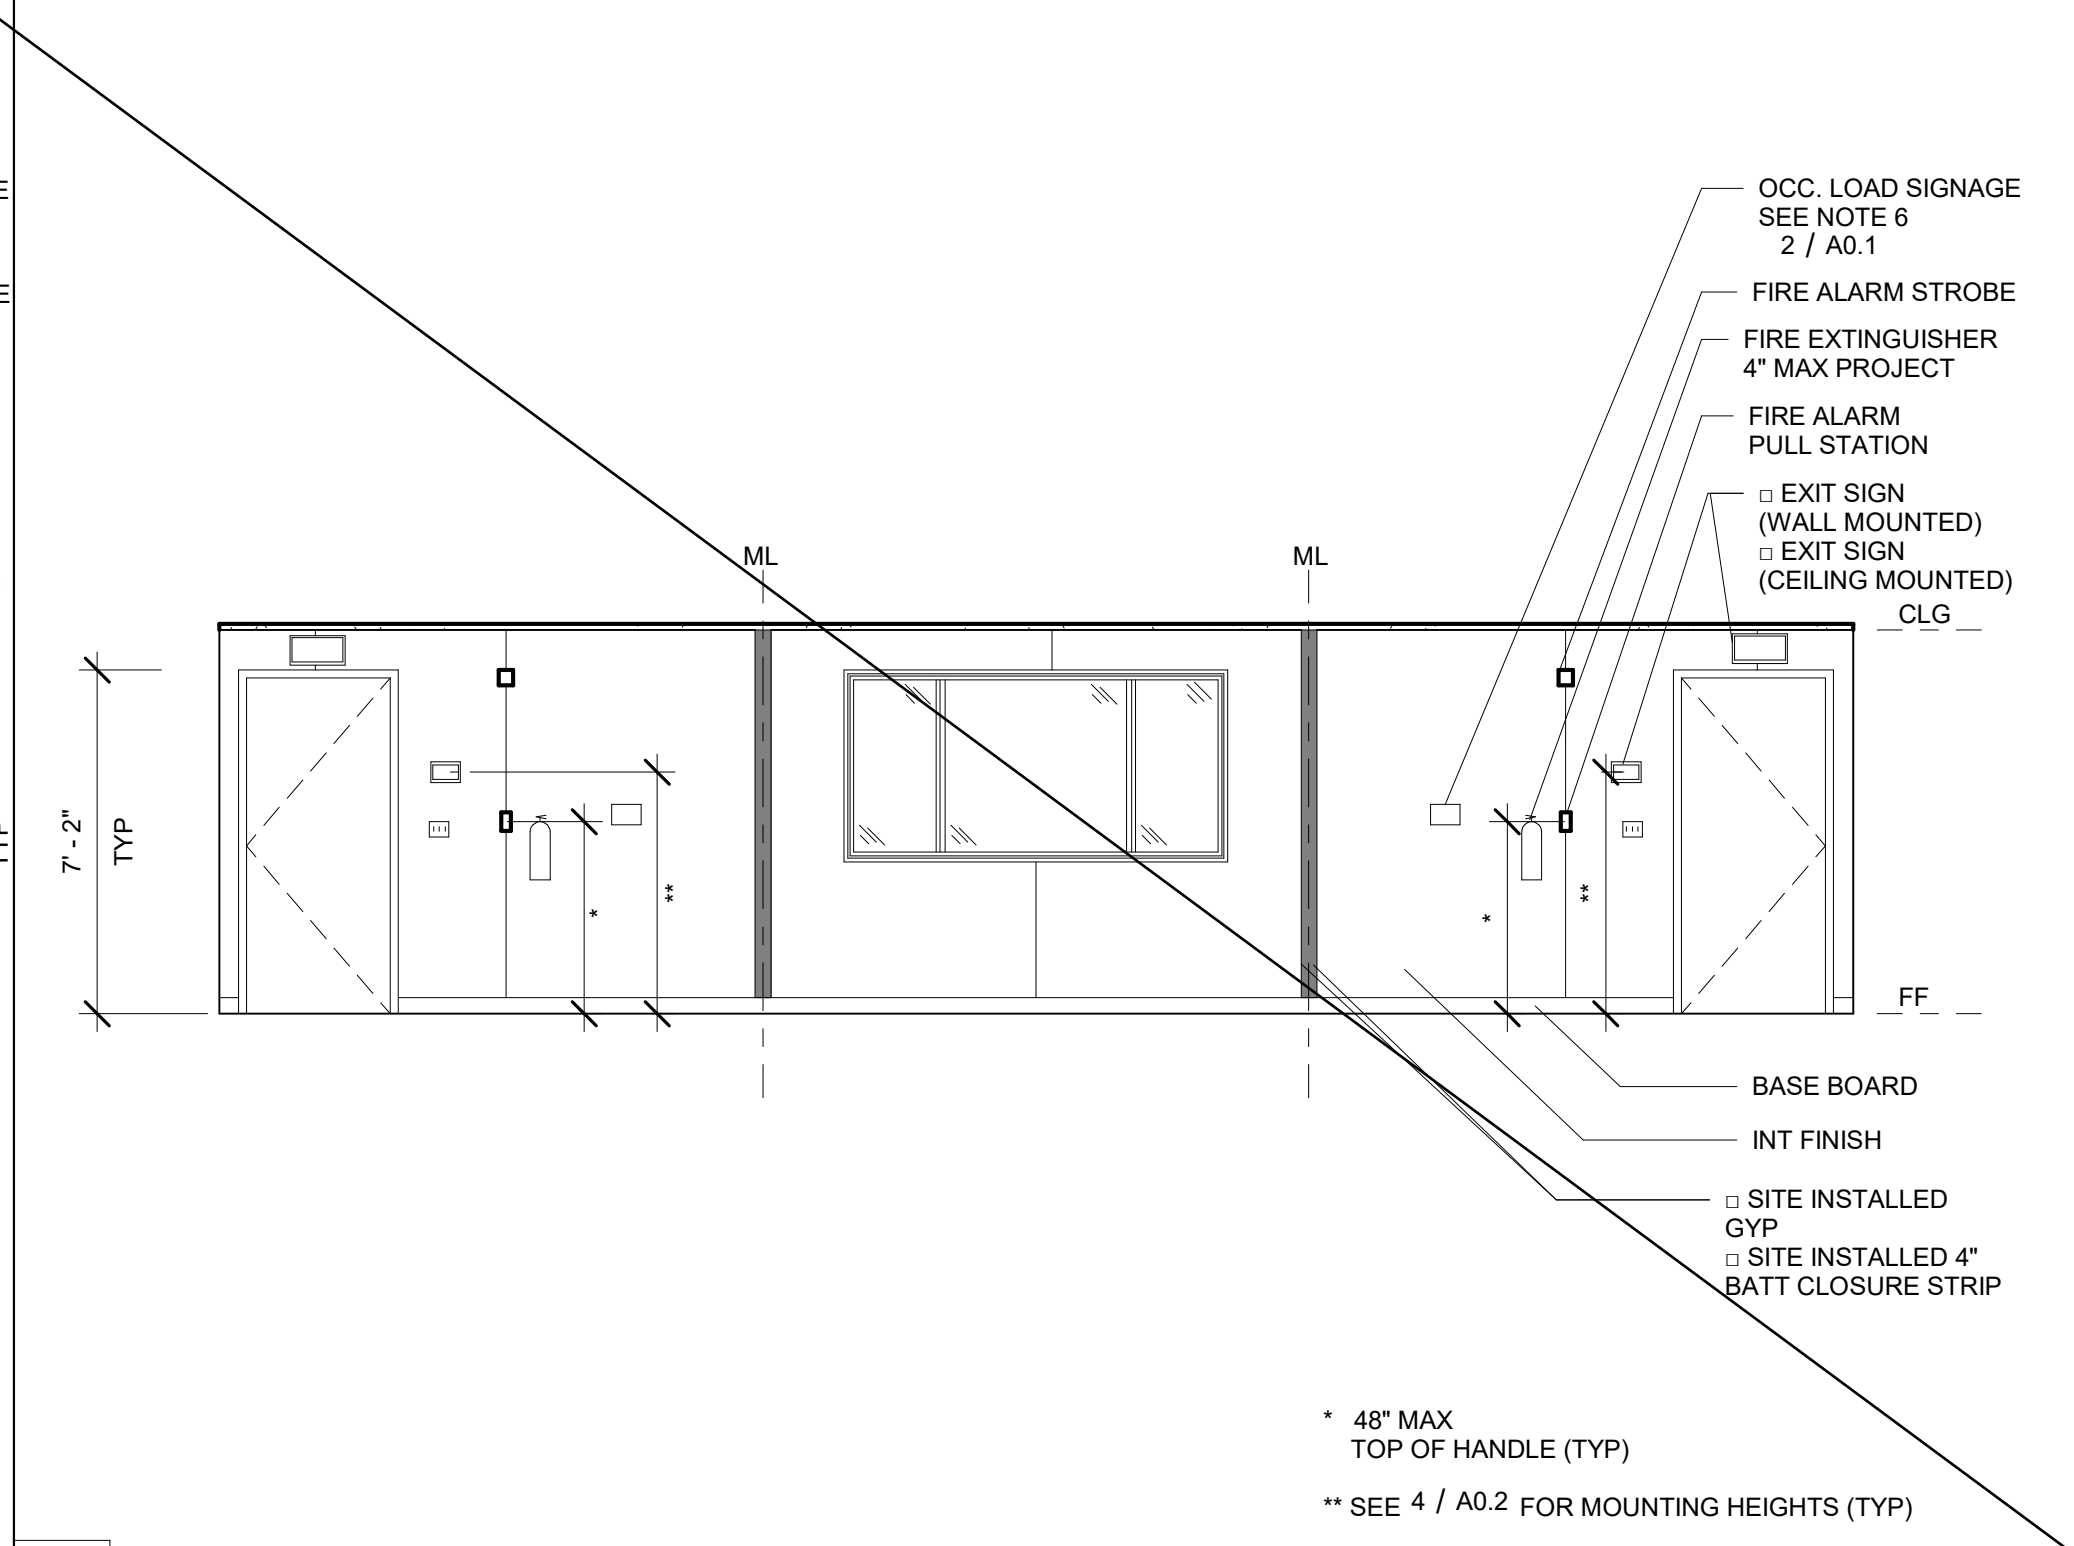 OCC. LOAD SIGNAGE
SEE NOTE 6
2 / A0.1
FIRE ALARM STROBE
FIRE EXTINGUISHER
4" MAX PROJECT
FIRE ALARM
PULL STATION
□ EXIT SIGN
(WALL MOUNTED)
□ EXIT SIGN
(CEILING MOUNTED)
CLG
ML
ML
7' - 2"
TYP
*
**
*
**
FF
BASE BOARD
INT FINISH
□ SITE INSTALLED
GYP
□ SITE INSTALLED 4"
BATT CLOSURE STRIP
* 48" MAX
TOP OF HANDLE (TYP)
** SEE 4 / A0.2 FOR MOUNTING HEIGHTS (TYP)